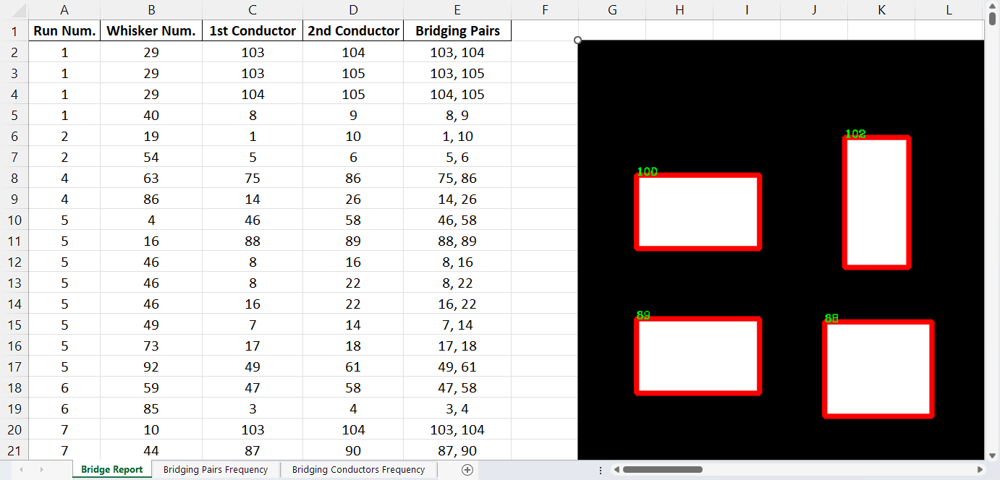 A B C D E F G H I J K L
1 Run Num. Whisker Num. 1st Conductor 2nd Conductor Bridging Pairs
2 1 29 103 104 103, 104
3 1 29 103 105 103, 105
4 1 29 104 105 104, 105
5 1 40 8 9 8, 9
6 2 19 1 10 1, 10
7 2 54 5 6 5, 6
8 4 63 75 86 75, 86
9 4 86 14 26 14, 26
10 5 4 46 58 46, 58
11 5 16 88 89 88, 89
12 5 46 8 16 8, 16
13 5 46 8 22 8, 22
14 5 46 16 22 16, 22
15 5 49 7 14 7, 14
16 5 73 17 18 17, 18
17 5 92 49 61 49, 61
18 6 59 47 58 47, 58
19 6 85 3 4 3, 4
20 7 10 103 104 103, 104
21 7 44 87 90 87, 90
102
100
89 88
Bridge Report Bridging Pairs Frequency Bridging Conductors Frequency